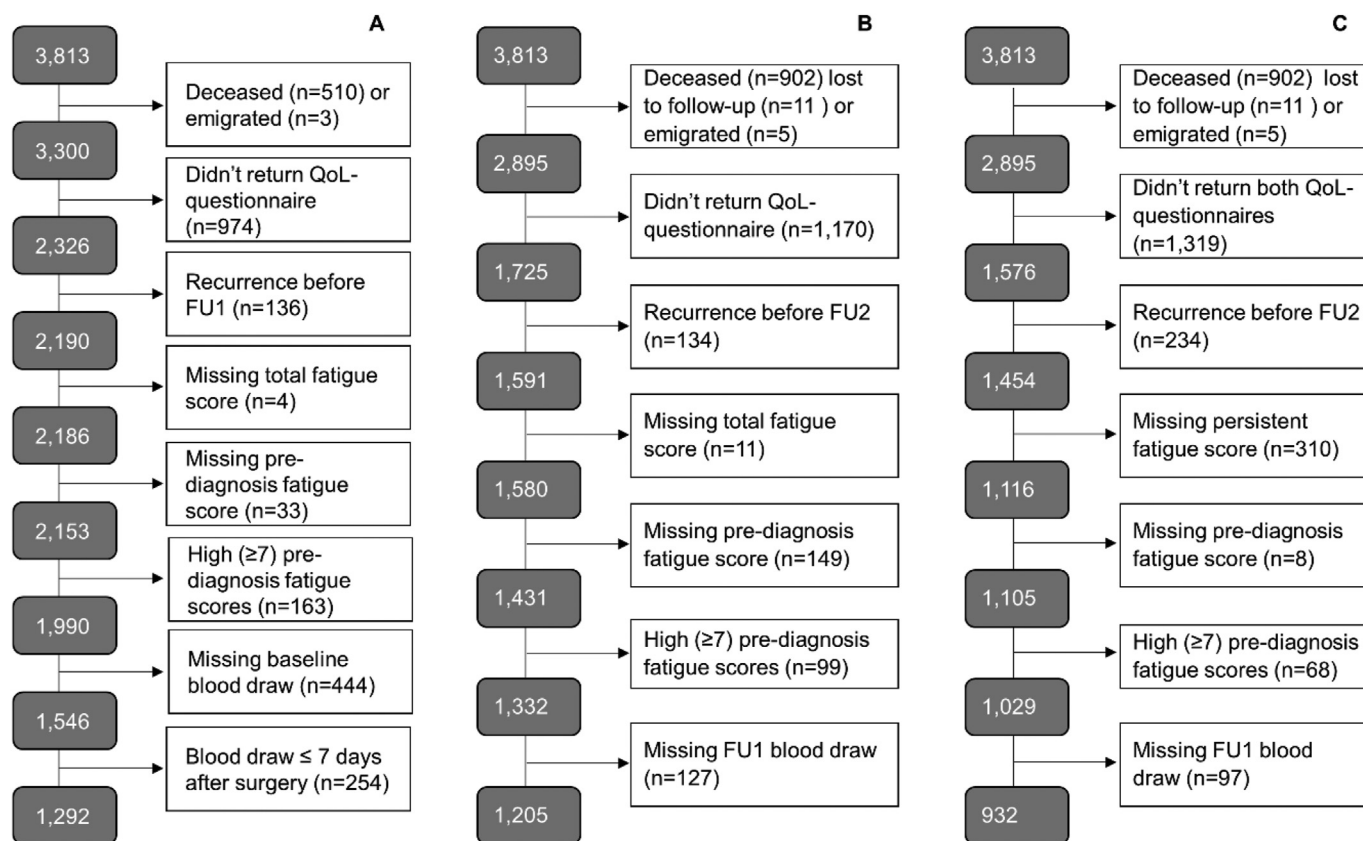 A
3,813
Deceased (n=510) or
emigrated (n=3)
3,300
Didn’t return QoL-
questionnaire
(n=974)
2,326
Recurrence before
FU1 (n=136)
2,190
Missing total fatigue
score (n=4)
2,186
Missing pre-
diagnosis fatigue
score (n=33)
2,153
High (≥7) pre-
diagnosis fatigue
scores (n=163)
1,990
Missing baseline
blood draw (n=444)
1,546
Blood draw ≤ 7 days
after surgery (n=254)
1,292
B
3,813
Deceased (n=902) lost
to follow-up (n=11 ) or
emigrated (n=5)
2,895
Didn’t return QoL-
questionnaire (n=1,170)
1,725
Recurrence before FU2
(n=134)
1,591
Missing total fatigue
score (n=11)
1,580
Missing pre-diagnosis
fatigue score (n=149)
1,431
High (≥7) pre-diagnosis
fatigue scores (n=99)
1,332
Missing FU1 blood draw
(n=127)
1,205
C
3,813
Deceased (n=902) lost
to follow-up (n=11 ) or
emigrated (n=5)
2,895
Didn’t return both QoL-
questionnaires
(n=1,319)
1,576
Recurrence before FU2
(n=234)
1,454
Missing persistent
fatigue score (n=310)
1,116
Missing pre-diagnosis
fatigue score (n=8)
1,105
High (≥7) pre-diagnosis
fatigue scores (n=68)
1,029
Missing FU1 blood
draw (n=97)
932